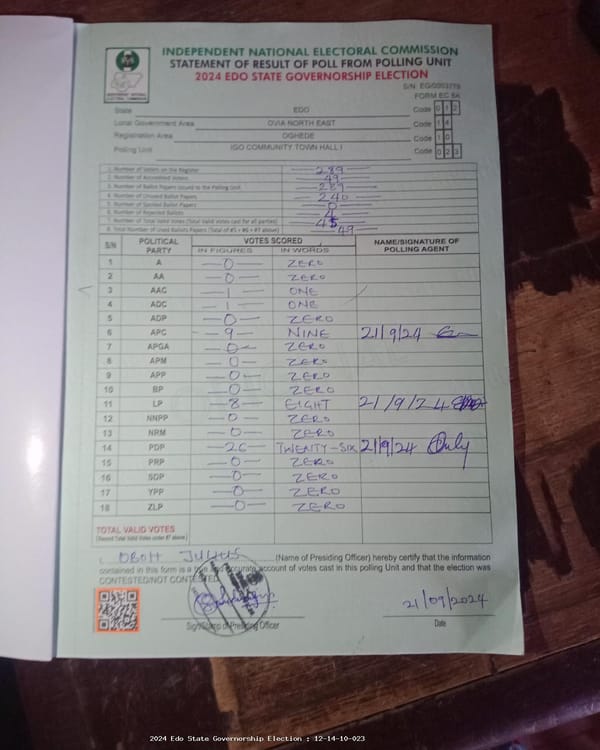 INDEPENDENT NATIONAL ELECTORAL COMMISSION
STATEMENT OF RESULT OF POLL FROM POLLING UNIT
2024 EDO STATE GOVERNORSHIP ELECTION
S/N: EG/0003778
FORM EC 8A
State EDO Code 0 1 2
Local Government Area OVIA NORTH EAST Code 1 4
Registration Area OGHEDE Code 1 0
Polling Unit IGO COMMUNITY TOWN HALL I Code 0 2 3
1. Number of Voters on the Register 289
2. Number of Accredited Voters 49
3. Number of Ballot Papers Issued to the Polling Unit 289
4. Number of Unused Ballot Papers 240
5. Number of Spoiled Ballot Papers 0
6. Number of Rejected Ballots 4
7. Number of Total Valid Votes (Total Valid Votes cast for all parties) 45
8. Total Number of Used Ballots Papers (Total of #5 + #6 + #7 above) 49
S/N POLITICAL PARTY VOTES SCORED NAME/SIGNATURE OF POLLING AGENT
IN FIGURES IN WORDS
1 A 0 ZERO
2 AA 0 ZERO
3 AAC 1 ONE
4 ADC 1 ONE
5 ADP 0 ZERO
6 APC 9 NINE 21/9/24
7 APGA 0 ZERO
8 APM 0 ZERO
9 APP 0 ZERO
10 BP 0 ZERO
11 LP 8 EIGHT 21/9/24
12 NNPP 0 ZERO
13 NRM 0 ZERO
14 PDP 26 TWENTY-SIX 21/9/24
15 PRP 0 ZERO
16 SDP 0 ZERO
17 YPP 0 ZERO
18 ZLP 0 ZERO
TOTAL VALID VOTES
(Record Total Valid Votes under #7 above)
I, OBOH JULIUS (Name of Presiding Officer) hereby certify that the information
contained in this form is a true and accurate account of votes cast in this polling Unit and that the election was
CONTESTED/NOT CONTESTED.
21/09/2024
Sign/Stamp of Presiding Officer Date
2024 Edo State Governorship Election : 12-14-10-023